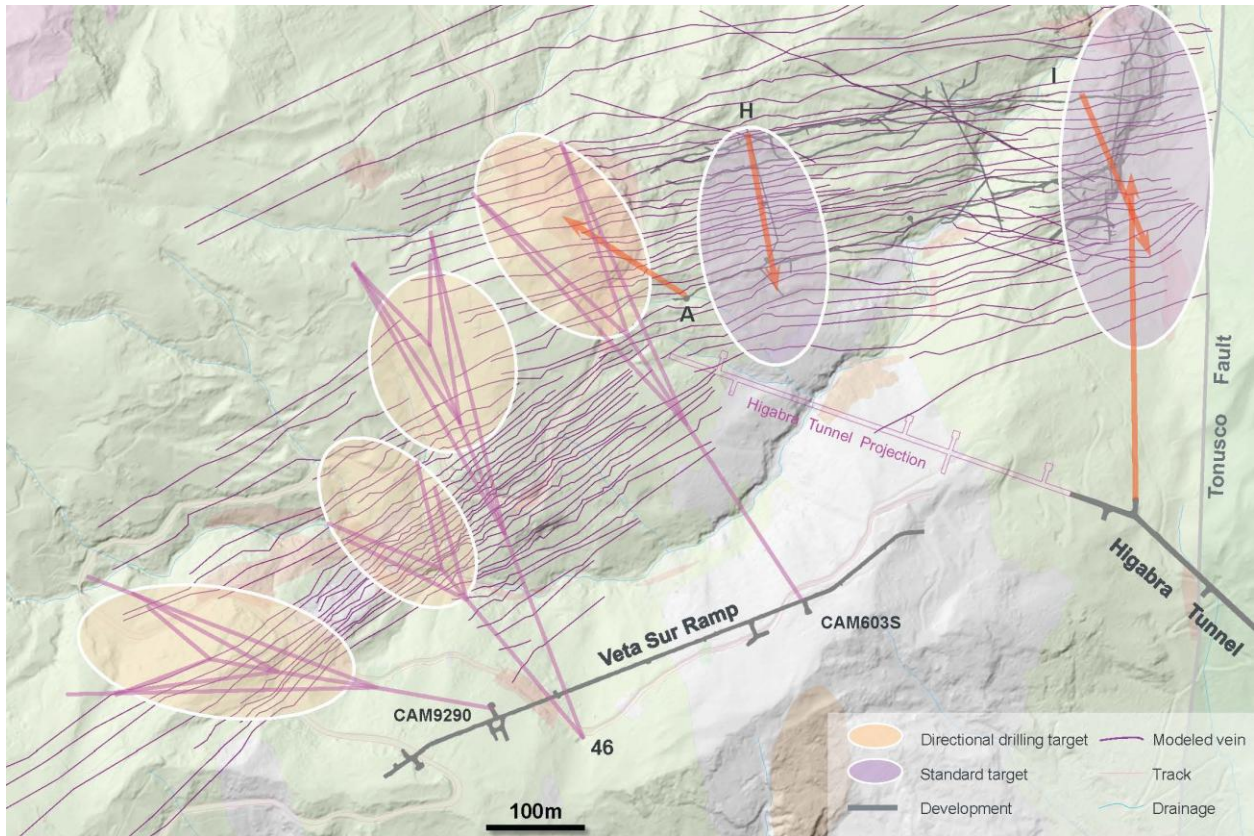 H
I
A
Higabra Tunnel Projection
Tonusco Fault
Higabra Tunnel
Veta Sur Ramp
CAM603S
CAM9290
46
100m
Directional drilling target
Modeled vein
Standard target
Track
Development
Drainage